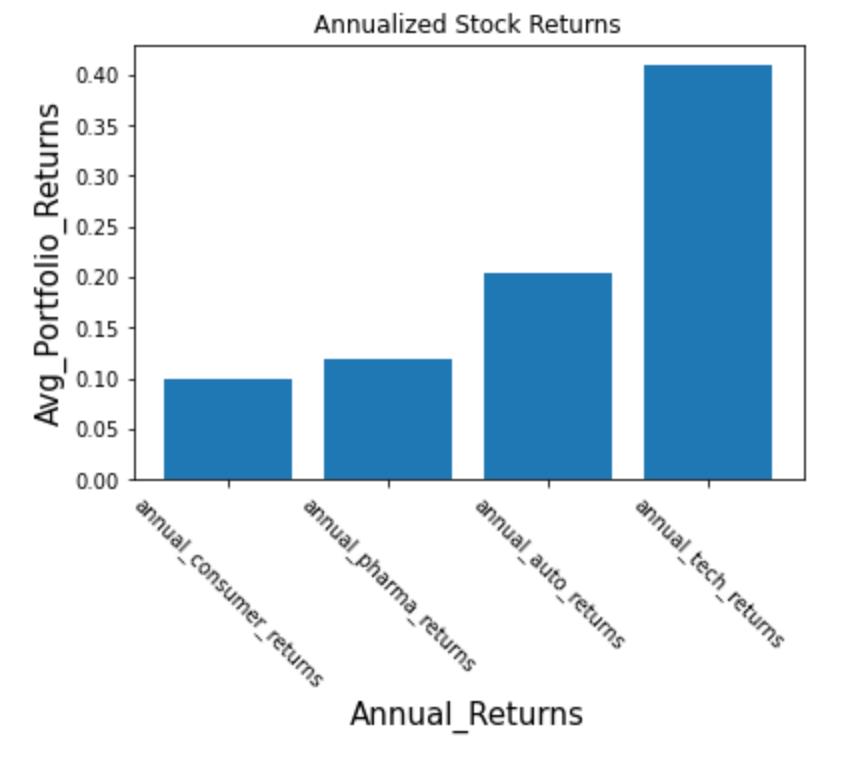 Annualized Stock Returns
Avg_Portfolio_Returns
0.40
0.35
0.30
0.25
0.20
0.15
0.10
0.05
0.00
annual_consumer_returns
annual_pharma_returns
annual_auto_returns
annual_tech_returns
Annual_Returns